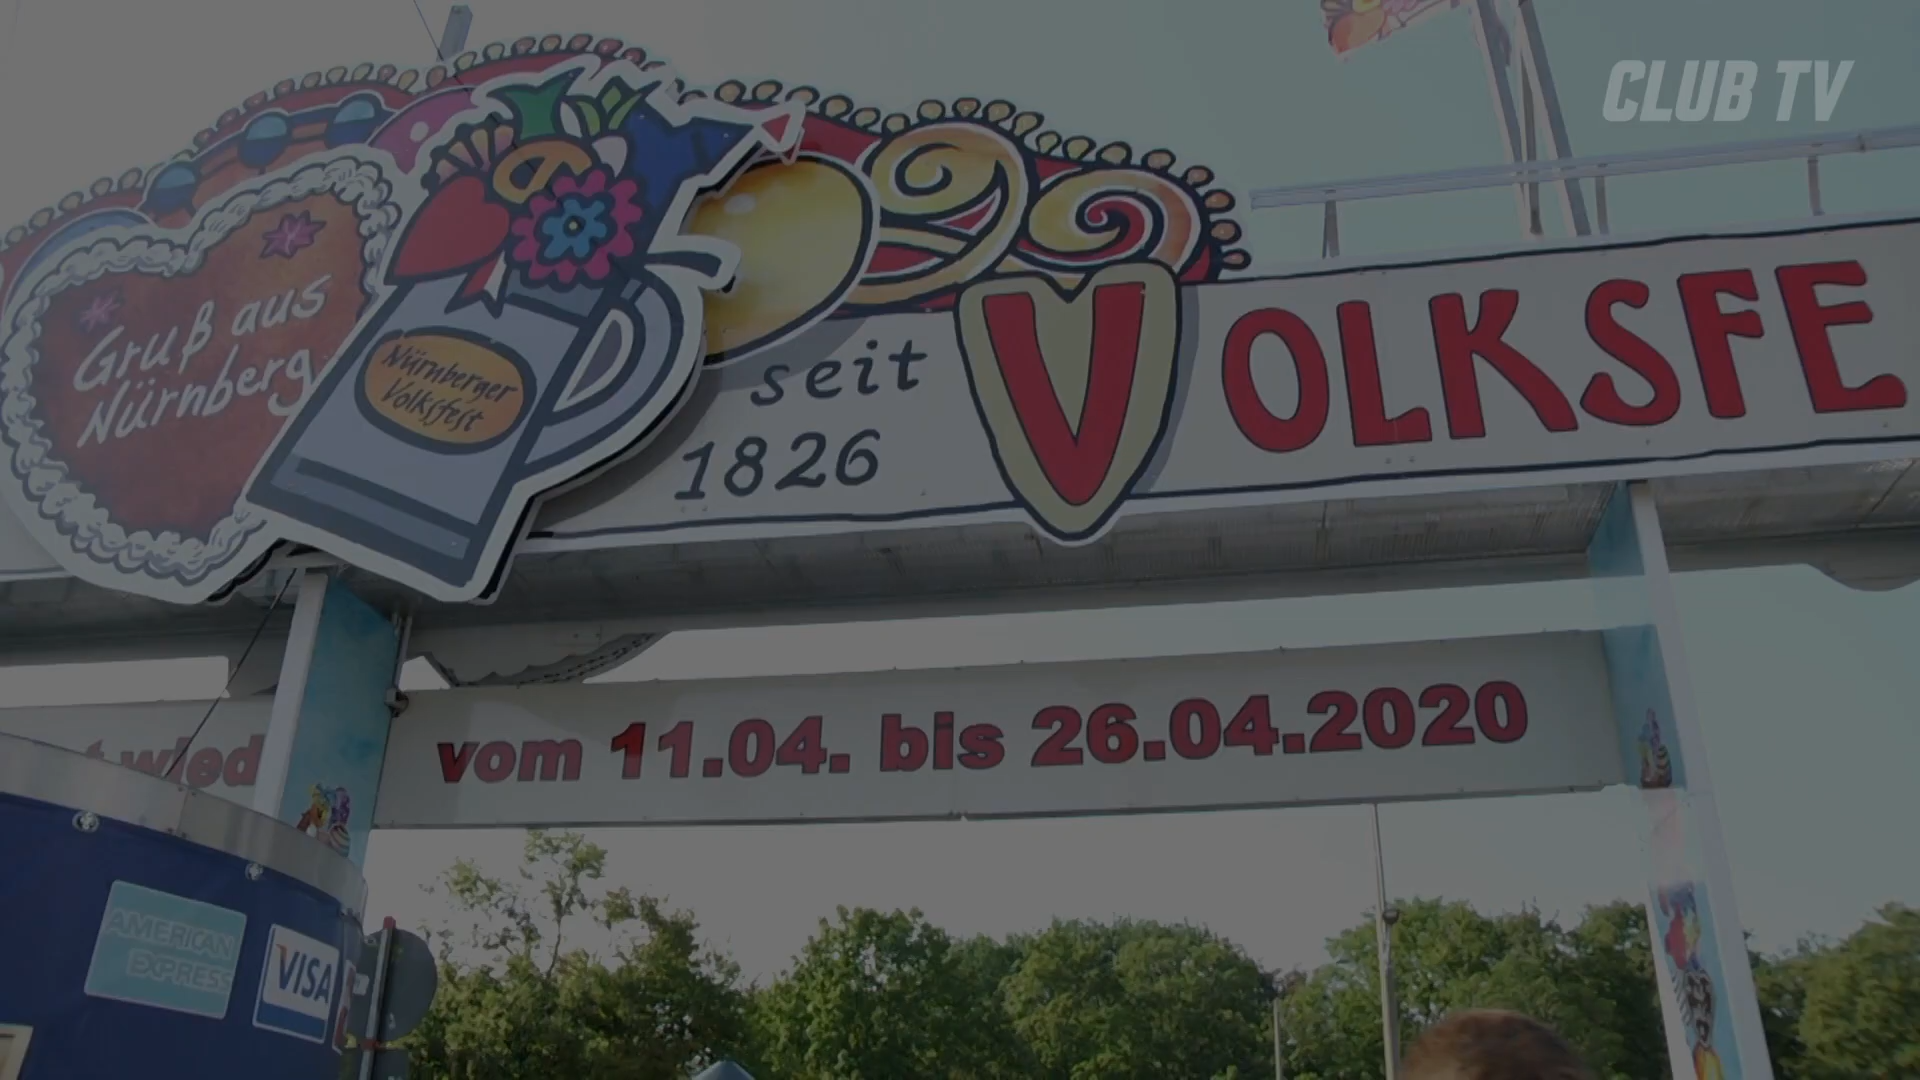 CLUB TV
Gruß aus
Nürnberg
Nürnberger
Volksfest
seit
1826
VOLKSFE
t wied
vom 11.04. bis 26.04.2020
AMERICAN
EXPRESS
VISA